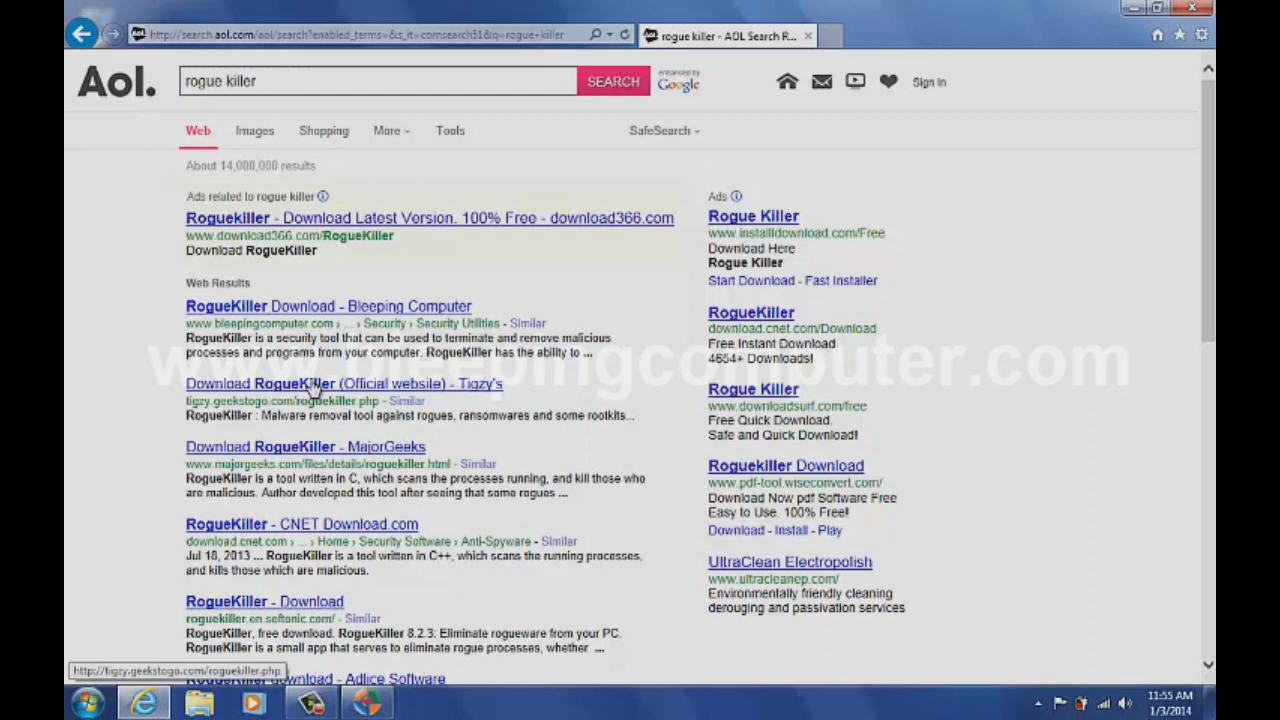 http://search.aol.com/aol/search?enabled_terms=&s_it=comsearch51&q=rogue+killer
rogue killer - AOL Search R...
Aol.
rogue killer
SEARCH
enhanced by
Google
Sign In
Web
Images
Shopping
More
Tools
SafeSearch
About 14,000,000 results
Ads related to rogue killer
Roguekiller - Download Latest Version. 100% Free - download366.com
www.download366.com/RogueKiller
Download RogueKiller
Web Results
RogueKiller Download - Bleeping Computer
www.bleepingcomputer.com › ... › Security › Security Utilities - Similar
RogueKiller is a security tool that can be used to terminate and remove malicious
processes and programs from your computer. RogueKiller has the ability to ...
www.bleepingcomputer.com
Download RogueKiller (Official website) - Tigzy's
tigzy.geekstogo.com/roguekiller.php - Similar
RogueKiller : Malware removal tool against rogues, ransomwares and some rootkits...
Download RogueKiller - MajorGeeks
www.majorgeeks.com/files/details/roguekiller.html - Similar
RogueKiller is a tool written in C, which scans the processes running, and kill those who
are malicious. Author developed this tool after seeing that some rogues ...
RogueKiller - CNET Download.com
download.cnet.com › ... › Home › Security Software › Anti-Spyware - Similar
Jul 18, 2013 ... RogueKiller is a tool written in C++, which scans the running processes,
and kills those which are malicious.
RogueKiller - Download
roguekiller.en.softonic.com/ - Similar
RogueKiller, free download. RogueKiller 8.2.3: Eliminate rogueware from your PC.
RogueKiller is a small app that serves to eliminate rogue processes, whether ...
RogueKiller download - Adlice Software
Ads
Rogue Killer
www.installdownload.com/Free
Download Here
Rogue Killer
Start Download - Fast Installer
RogueKiller
download.cnet.com/Download
Free Instant Download.
4654+ Downloads!
Rogue Killer
www.downloadsurf.com/free
Free Quick Download.
Safe and Quick Download!
Roguekiller Download
www.pdf-tool.wiseconvert.com/
Download Now pdf Software Free
Easy to Use. 100% Free!
Download - Install - Play
UltraClean Electropolish
www.ultracleanep.com/
Environmentally friendly cleaning
derouging and passivation services
http://tigzy.geekstogo.com/roguekiller.php
11:55 AM
1/3/2014